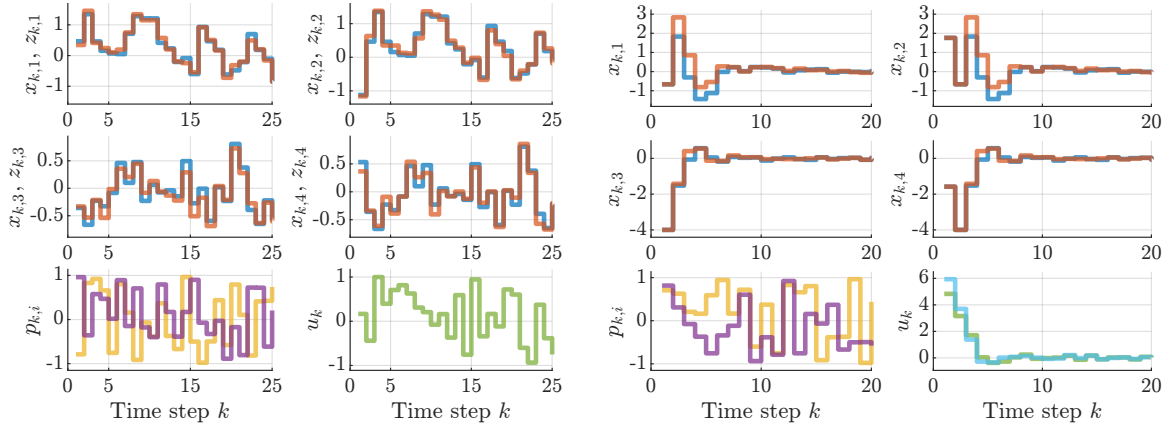 x_{k,1}, z_{k,1}
1
0
-1
0 5 15 25
x_{k,2}, z_{k,2}
1
0
-1
0 5 15 25
x_{k,1}
3
2
1
0
-1
0 10 20
x_{k,2}
3
2
1
0
-1
0 10 20
x_{k,3}, z_{k,3}
0.5
0
-0.5
0 5 15 25
x_{k,4}, z_{k,4}
0.5
0
-0.5
0 5 15 25
x_{k,3}
0
-2
-4
0 10 20
x_{k,4}
0
-2
-4
0 10 20
p_{k,i}
1
0
-1
0 5 15 25
Time step k
u_k
1
0
-1
0 5 15 25
Time step k
p_{k,i}
1
0
-1
0 10 20
Time step k
u_k
6
4
2
0
0 10 20
Time step k